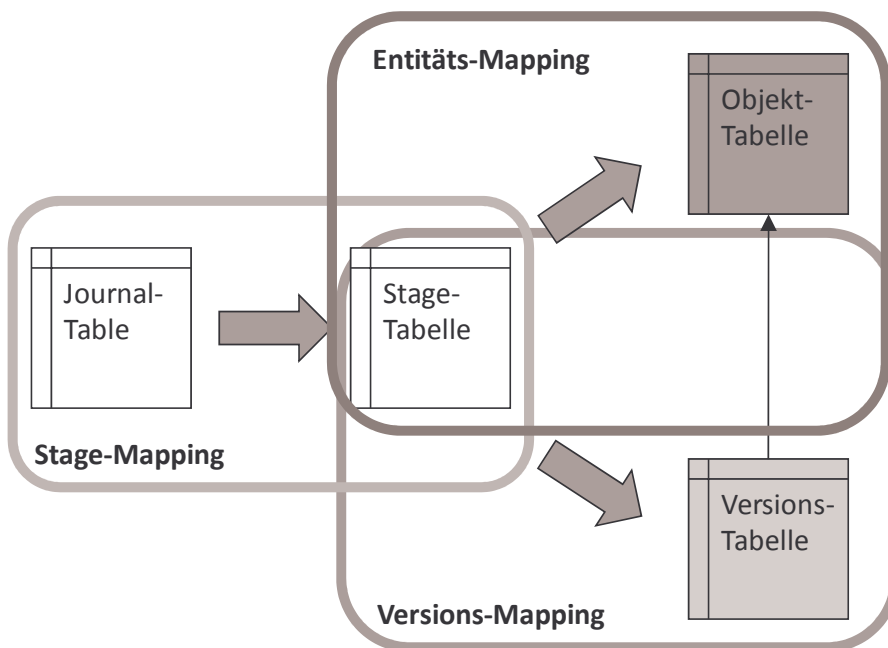 Entitäts-Mapping
Objekt-
Tabelle
Journal-
Table
Stage-
Tabelle
Stage-Mapping
Versions-
Tabelle
Versions-Mapping